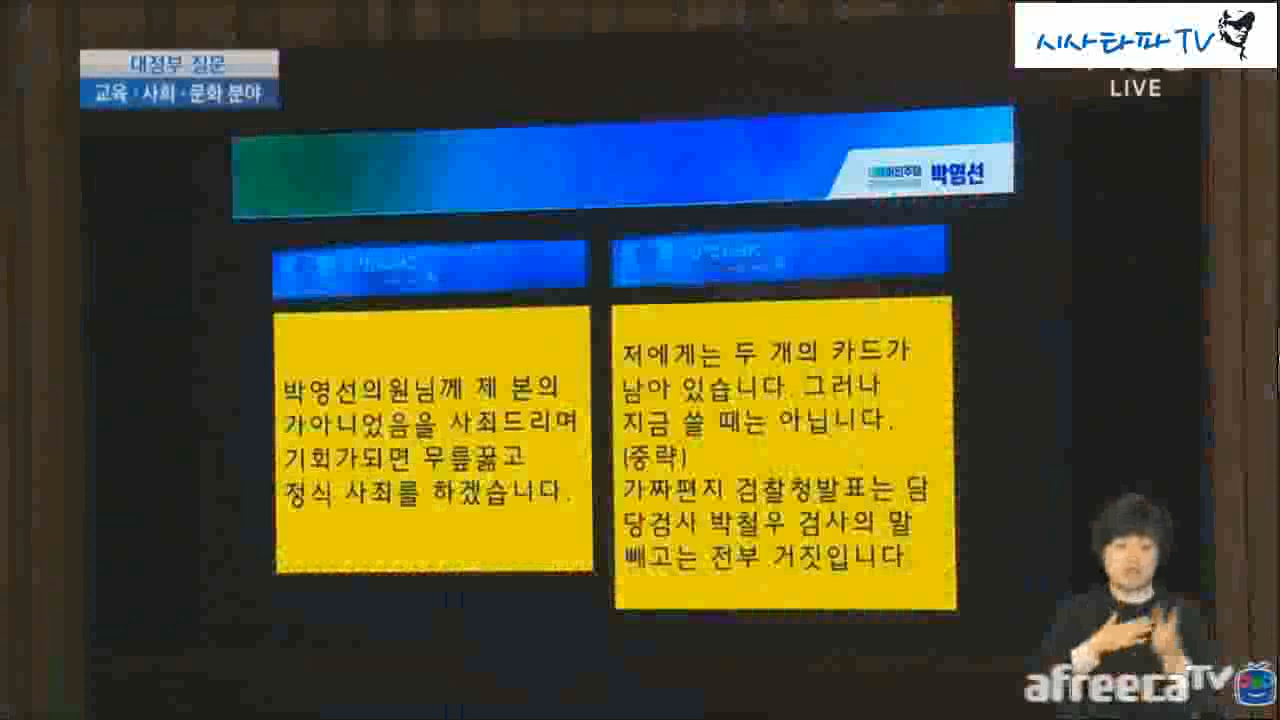 시사타파TV
LIVE
대정부 질문
교육·사회·문화 분야
박영선
박영선의원님께 제 본의
가아니었음을 사죄드리며
기회가되면 무릎꿇고
정식 사죄를 하겠습니다.
저에게는 두 개의 카드가
남아 있습니다. 그러나
지금 쓸 때는 아닙니다.
(중략)
가짜편지 검찰청발표는 담
당검사 박철우 검사의 말
빼고는 전부 거짓입니다
afreecaTV